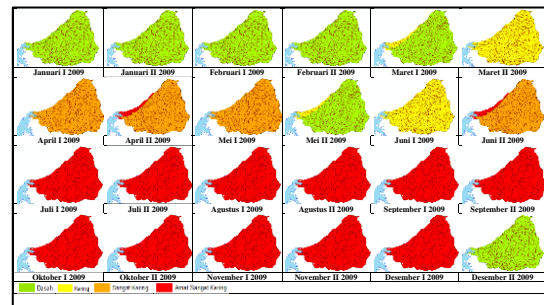 Januari I 2009
Januari II 2009
Februari I 2009
Februari II 2009
Maret I 2009
Maret II 2009
April I 2009
April II 2009
Mei I 2009
Mei II 2009
Juni I 2009
Juni II 2009
Juli I 2009
Juli II 2009
Agustus I 2009
Agustus II 2009
September I 2009
September II 2009
Oktober I 2009
Oktober II 2009
November I 2009
November II 2009
Desember I 2009
Desember II 2009
Basah
Kering
Sangat Kering
Amat Sangat Kering